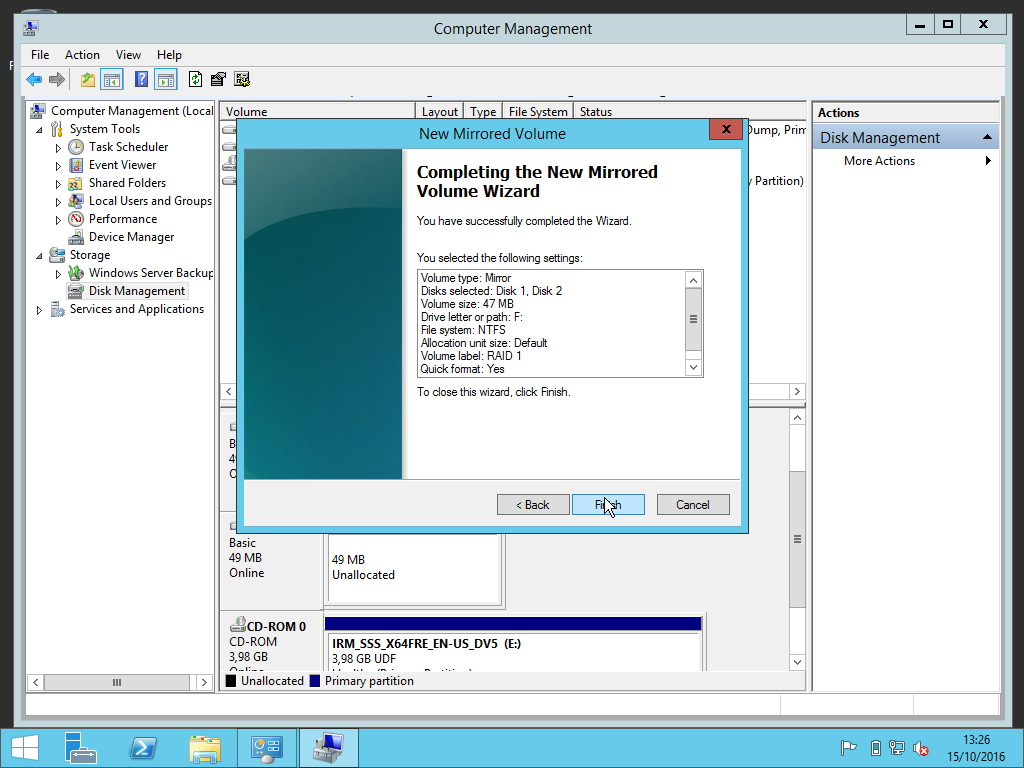 Computer Management
File Action View Help
Computer Management (Local
System Tools
Task Scheduler
Event Viewer
Shared Folders
Local Users and Groups
Performance
Device Manager
Storage
Windows Server Backup
Disk Management
Services and Applications
Volume Layout Type File System Status
Dump, Prim
y Partition)
New Mirrored Volume
X
Completing the New Mirrored
Volume Wizard
You have successfully completed the Wizard.
You selected the following settings:
Volume type: Mirror
Disks selected: Disk 1, Disk 2
Volume size: 47 MB
Drive letter or path: F:
File system: NTFS
Allocation unit size: Default
Volume label: RAID 1
Quick format: Yes
To close this wizard, click Finish.
< Back Finish Cancel
Basic
49 MB
Online
49 MB
Unallocated
CD-ROM 0
CD-ROM
3,98 GB
Online
IRM_SSS_X64FRE_EN-US_DV5 (E:)
3,98 GB UDF
Unallocated Primary partition
Actions
Disk Management
More Actions
13:26
15/10/2016